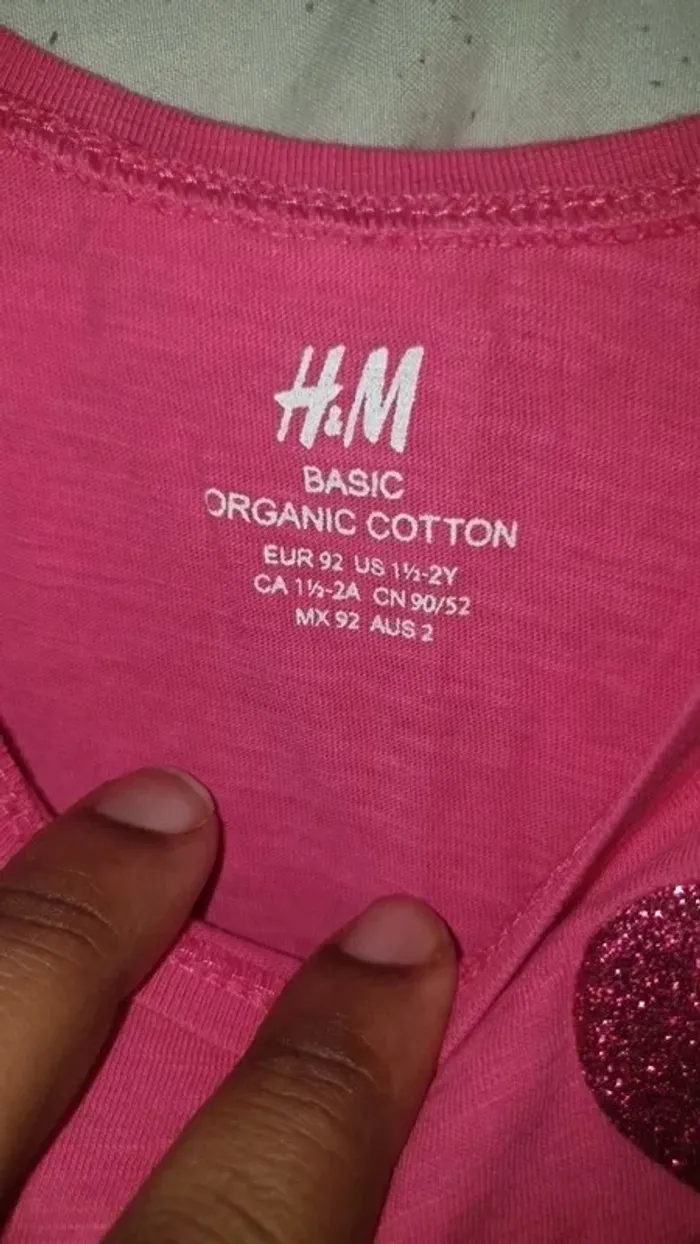 H&M
BASIC
ORGANIC COTTON
EUR 92 US 1½-2Y
CA 1½-2A CN 90/52
MX 92 AUS 2